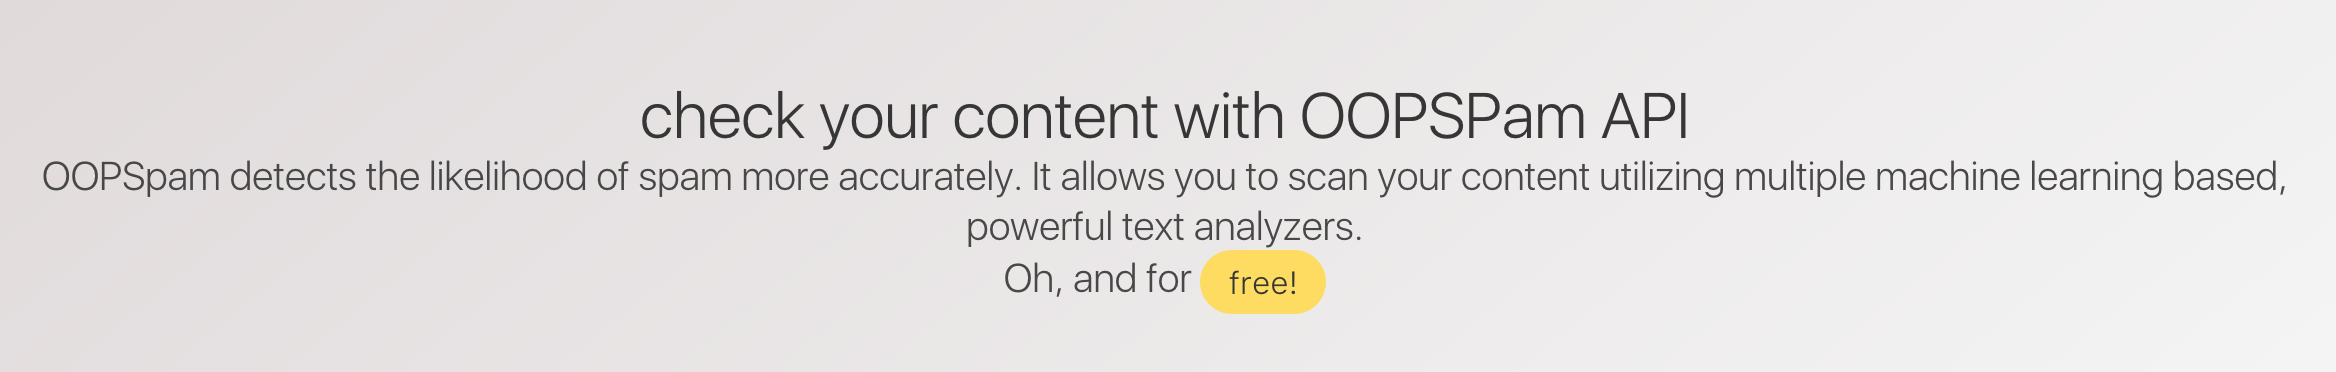 check your content with OOPSPam API
OOPSpam detects the likelihood of spam more accurately. It allows you to scan your content utilizing multiple machine learning based,
powerful text analyzers.
Oh, and for free!